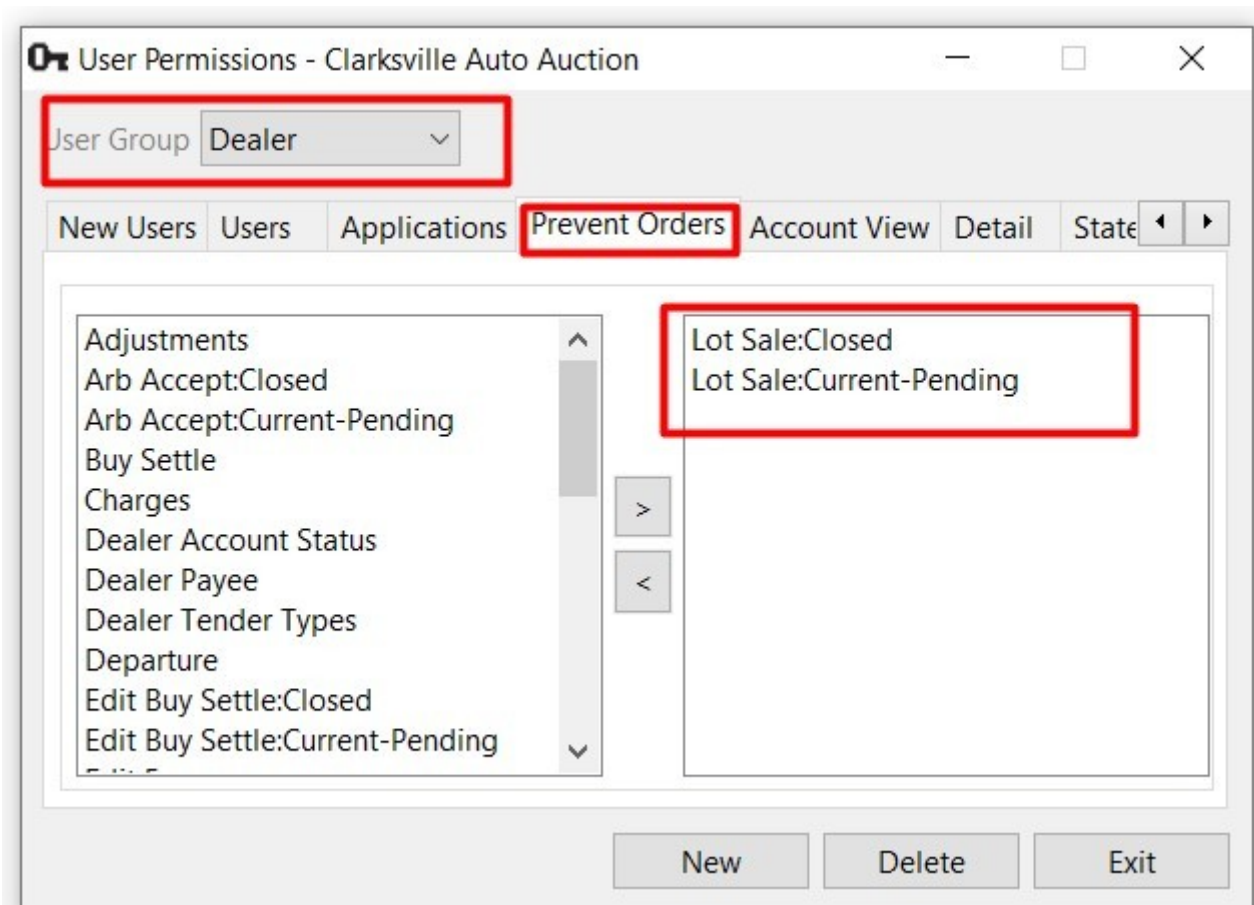 User Permissions - Clarksville Auto Auction
User Group Dealer
New Users Users Applications Prevent Orders Account View Detail State
Adjustments
Arb Accept:Closed
Arb Accept:Current-Pending
Buy Settle
Charges
Dealer Account Status
Dealer Payee
Dealer Tender Types
Departure
Edit Buy Settle:Closed
Edit Buy Settle:Current-Pending
>
<
Lot Sale:Closed
Lot Sale:Current-Pending
New Delete Exit